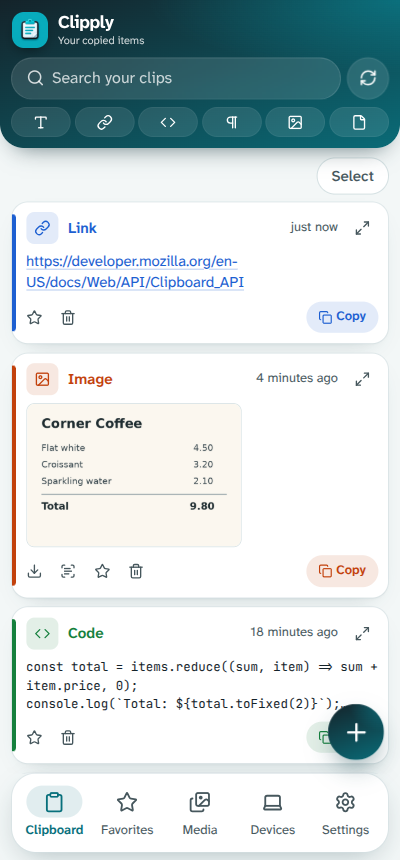 Clipply
Your copied items
Search your clips
Select
Link
just now
https://developer.mozilla.org/en-
US/docs/Web/API/Clipboard_API
Copy
Image
4 minutes ago
Corner Coffee
Flat white 4.50
Croissant 3.20
Sparkling water 2.10
Total 9.80
Copy
Code
18 minutes ago
const total = items.reduce((sum, item) => sum +
item.price, 0);
console.log(`Total: ${total.toFixed(2)}`);
Clipboard
Favorites
Media
Devices
Settings